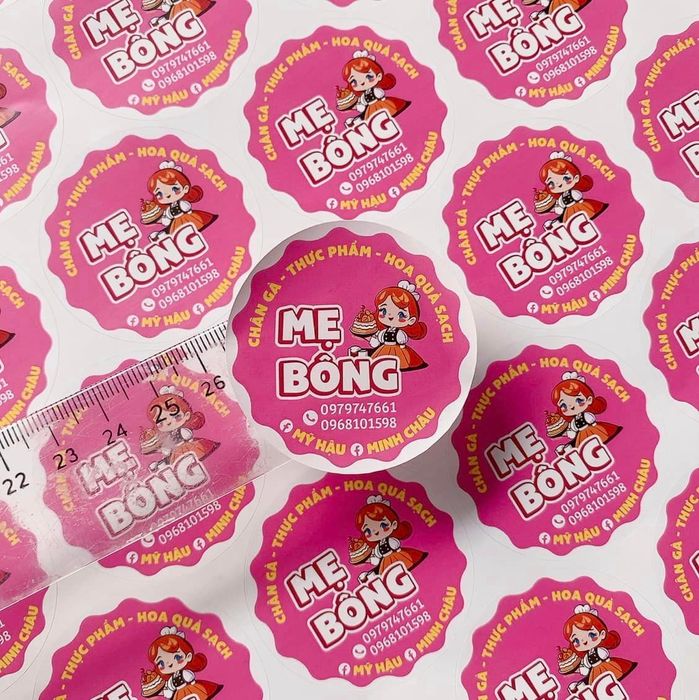 CHÂN GÀ - THỰC PHẨM - HOA QUẢ SẠCH
MẸ
BÔNG
0979747661
0968101598
MỸ HẬU MINH CHÂU
22 23 24 25 26